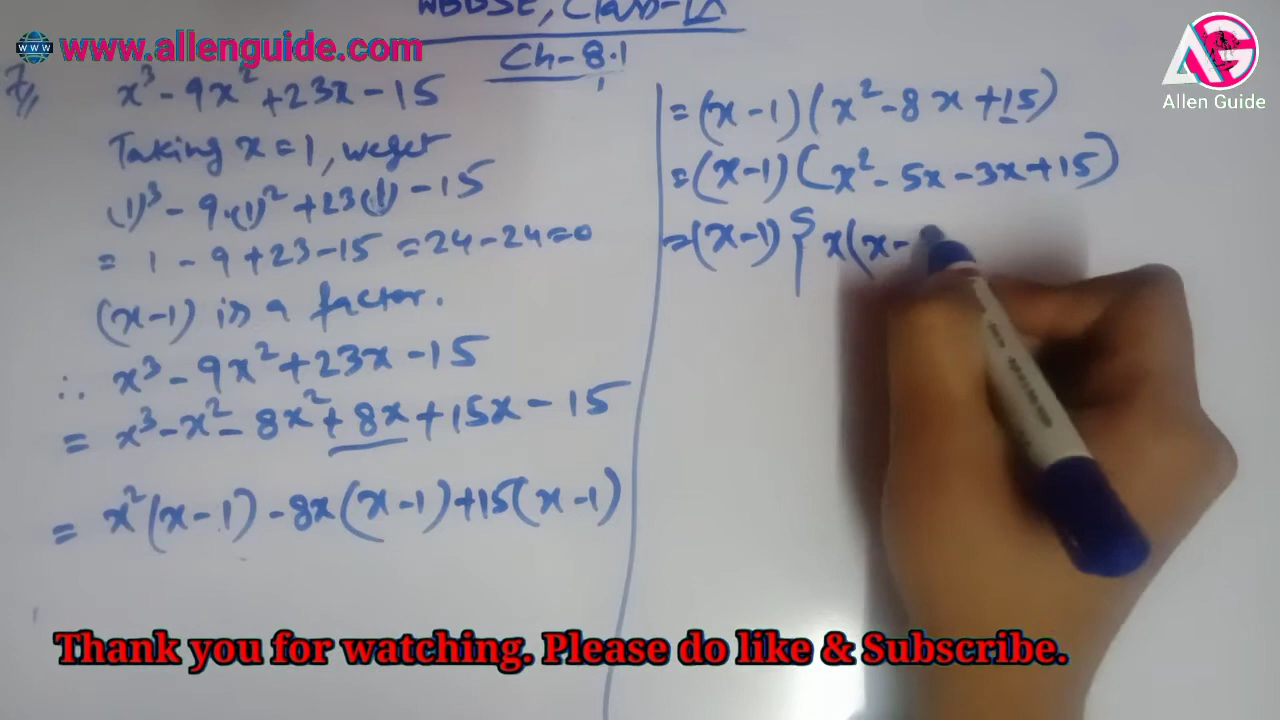 WBBSE, Class-IX
Ch-8.1
www.allenguide.com
Allen Guide
7//
x³-9x²+23x-15
Taking x=1, we get
(1)³-9.(1)²+23(1)-15
= 1-9+23-15 =24-24=0
(x-1) is a factor.
∴ x³-9x²+23x-15
= x³-x²-8x²+8x+15x-15
= x²(x-1)-8x(x-1)+15(x-1)
=(x-1)(x²-8x+15)
=(x-1)(x²-5x-3x+15)
=(x-1){x(x-
Thank you for watching. Please do like & Subscribe.